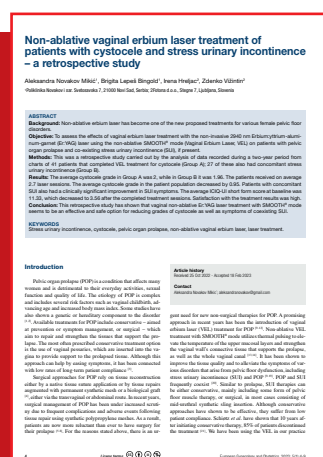 Non-ablative vaginal erbium laser treatment of
patients with cystocele and stress urinary incontinence
– a retrospective study
Aleksandra Novakov Mikić¹, Brigita Lepeš Bingold¹, Irena Hreljac², Zdenko Vižintin²
¹Poliklinika Novakov i sar. Svetosavska 7, 21000 Novi Sad, Serbia; ²Fotona d.o.o., Stegne 7, Ljubljana, Slovenia
ABSTRACT
Background: Non-ablative erbium laser has become one of the new proposed treatments for various female pelvic floor
disorders.
Objective: To assess the effects of vaginal erbium laser treatment with the non-invasive 2940 nm Erbium:yttrium-alumi-
num-garnet (Er:YAG) laser using the non-ablative SMOOTH® mode (Vaginal Erbium Laser, VEL) on patients with pelvic
organ prolapse and co-existing stress urinary incontinence (SUI), if present.
Methods: This was a retrospective study carried out by the analysis of data recorded during a two-year period from
charts of 41 patients that completed VEL treatment for cystocele (Group A); 27 of these also had concomitant stress
urinary incontinence (Group B).
Results: The average cystocele grade in Group A was 2, while in Group B it was 1.96. The patients received on average
2.7 laser sessions. The average cystocele grade in the patient population decreased by 0.95. Patients with concomitant
SUI also had a clinically significant improvement in SUI symptoms. The average ICIQ-UI short form score at baseline was
11.33, which decreased to 3.56 after the completed treatment sessions. Satisfaction with the treatment results was high.
Conclusion: This retrospective study has shown that vaginal non-ablative Er:YAG laser treatment with SMOOTH® mode
seems to be an effective and safe option for reducing grades of cystocele as well as symptoms of coexisting SUI.
KEYWORDS
Stress urinary incontinence, cystocele, pelvic organ prolapse, non-ablative vaginal erbium laser, laser treatment.
Introduction
Pelvic organ prolapse (POP) is a condition that affects many
women and is detrimental to their everyday activities, sexual
function and quality of life. The etiology of POP is complex
and includes several risk factors such as vaginal childbirth, ad-
vancing age and increased body mass index. Some studies have
also shown a genetic or hereditary component to the disorder
Available treatments for POP include conservative – aimed
at prevention or symptom management, or surgical – which
aim to repair and strengthen the tissues that support the pro-
lapse. The most often prescribed conservative treatment option
is the use of vaginal pessaries, which are inserted into the va-
gina to provide support to the prolapsed tissue. Although this
approach can help by easing symptoms, it has been connected
with low rates of long-term patient compliance
Surgical approaches for POP rely on tissue reconstruction
either by a native tissue suture application or by tissue repairs
augmented with permanent synthetic mesh or a biological graft
, either via the transvaginal or abdominal route. In recent years,
surgical management of POP has been under increased scruti-
ny due to frequent complications and adverse events following
tissue repair using synthetic polypropylene meshes. As a result,
patients are now more reluctant than ever to have surgery for
their prolapse For the reasons stated above, there is an ur-
Article history
Received 25 Oct 2022 - Accepted 16 Feb 2023
Contact
Aleksandra Novakov Mikić; aleksandranovakov@gmail.com
gent need for new non-surgical therapies for POP. A promising
approach in recent years has been the introduction of vaginal
erbium laser (VEL) treatment for POP Non-ablative VEL
treatment with SMOOTH® mode utilizes thermal pulsing to ele-
vate the temperature of the upper mucosal layers and strengthen
the vaginal wall's connective tissue that supports the prolapse,
as well as the whole vaginal canal It has been shown to
improve the tissue quality and to alleviate the symptoms of var-
ious disorders that arise from pelvic floor dysfunction, including
stress urinary incontinence (SUI) and POP POP and SUI
frequently coexist Similar to prolapse, SUI therapies can
be either conservative, mainly including some form of pelvic
floor muscle therapy, or surgical, in most cases consisting of
mid-urethral synthetic sling insertion. Although conservative
approaches have shown to be effective, they suffer from low
patient compliance. Schiotz et al. have shown that 10 years af-
ter initiating conservative therapy, 85% of patients discontinued
the treatment We have been using the VEL in our practice